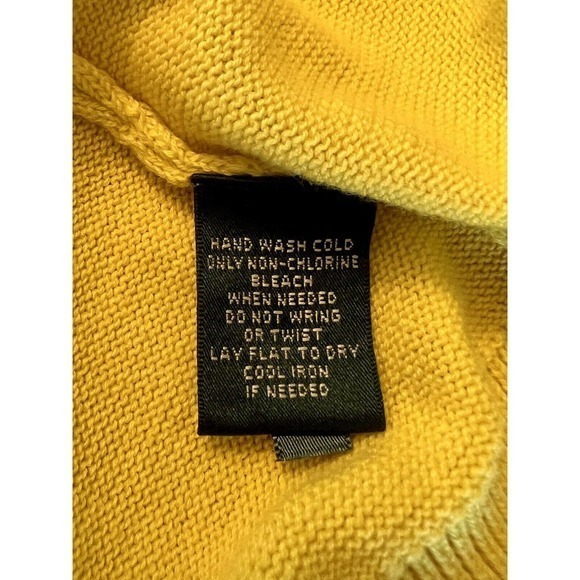 HAND WASH COLD
ONLY NON-CHLORINE
BLEACH
WHEN NEEDED
DO NOT WRING
OR TWIST
LAY FLAT TO DRY
COOL IRON
IF NEEDED